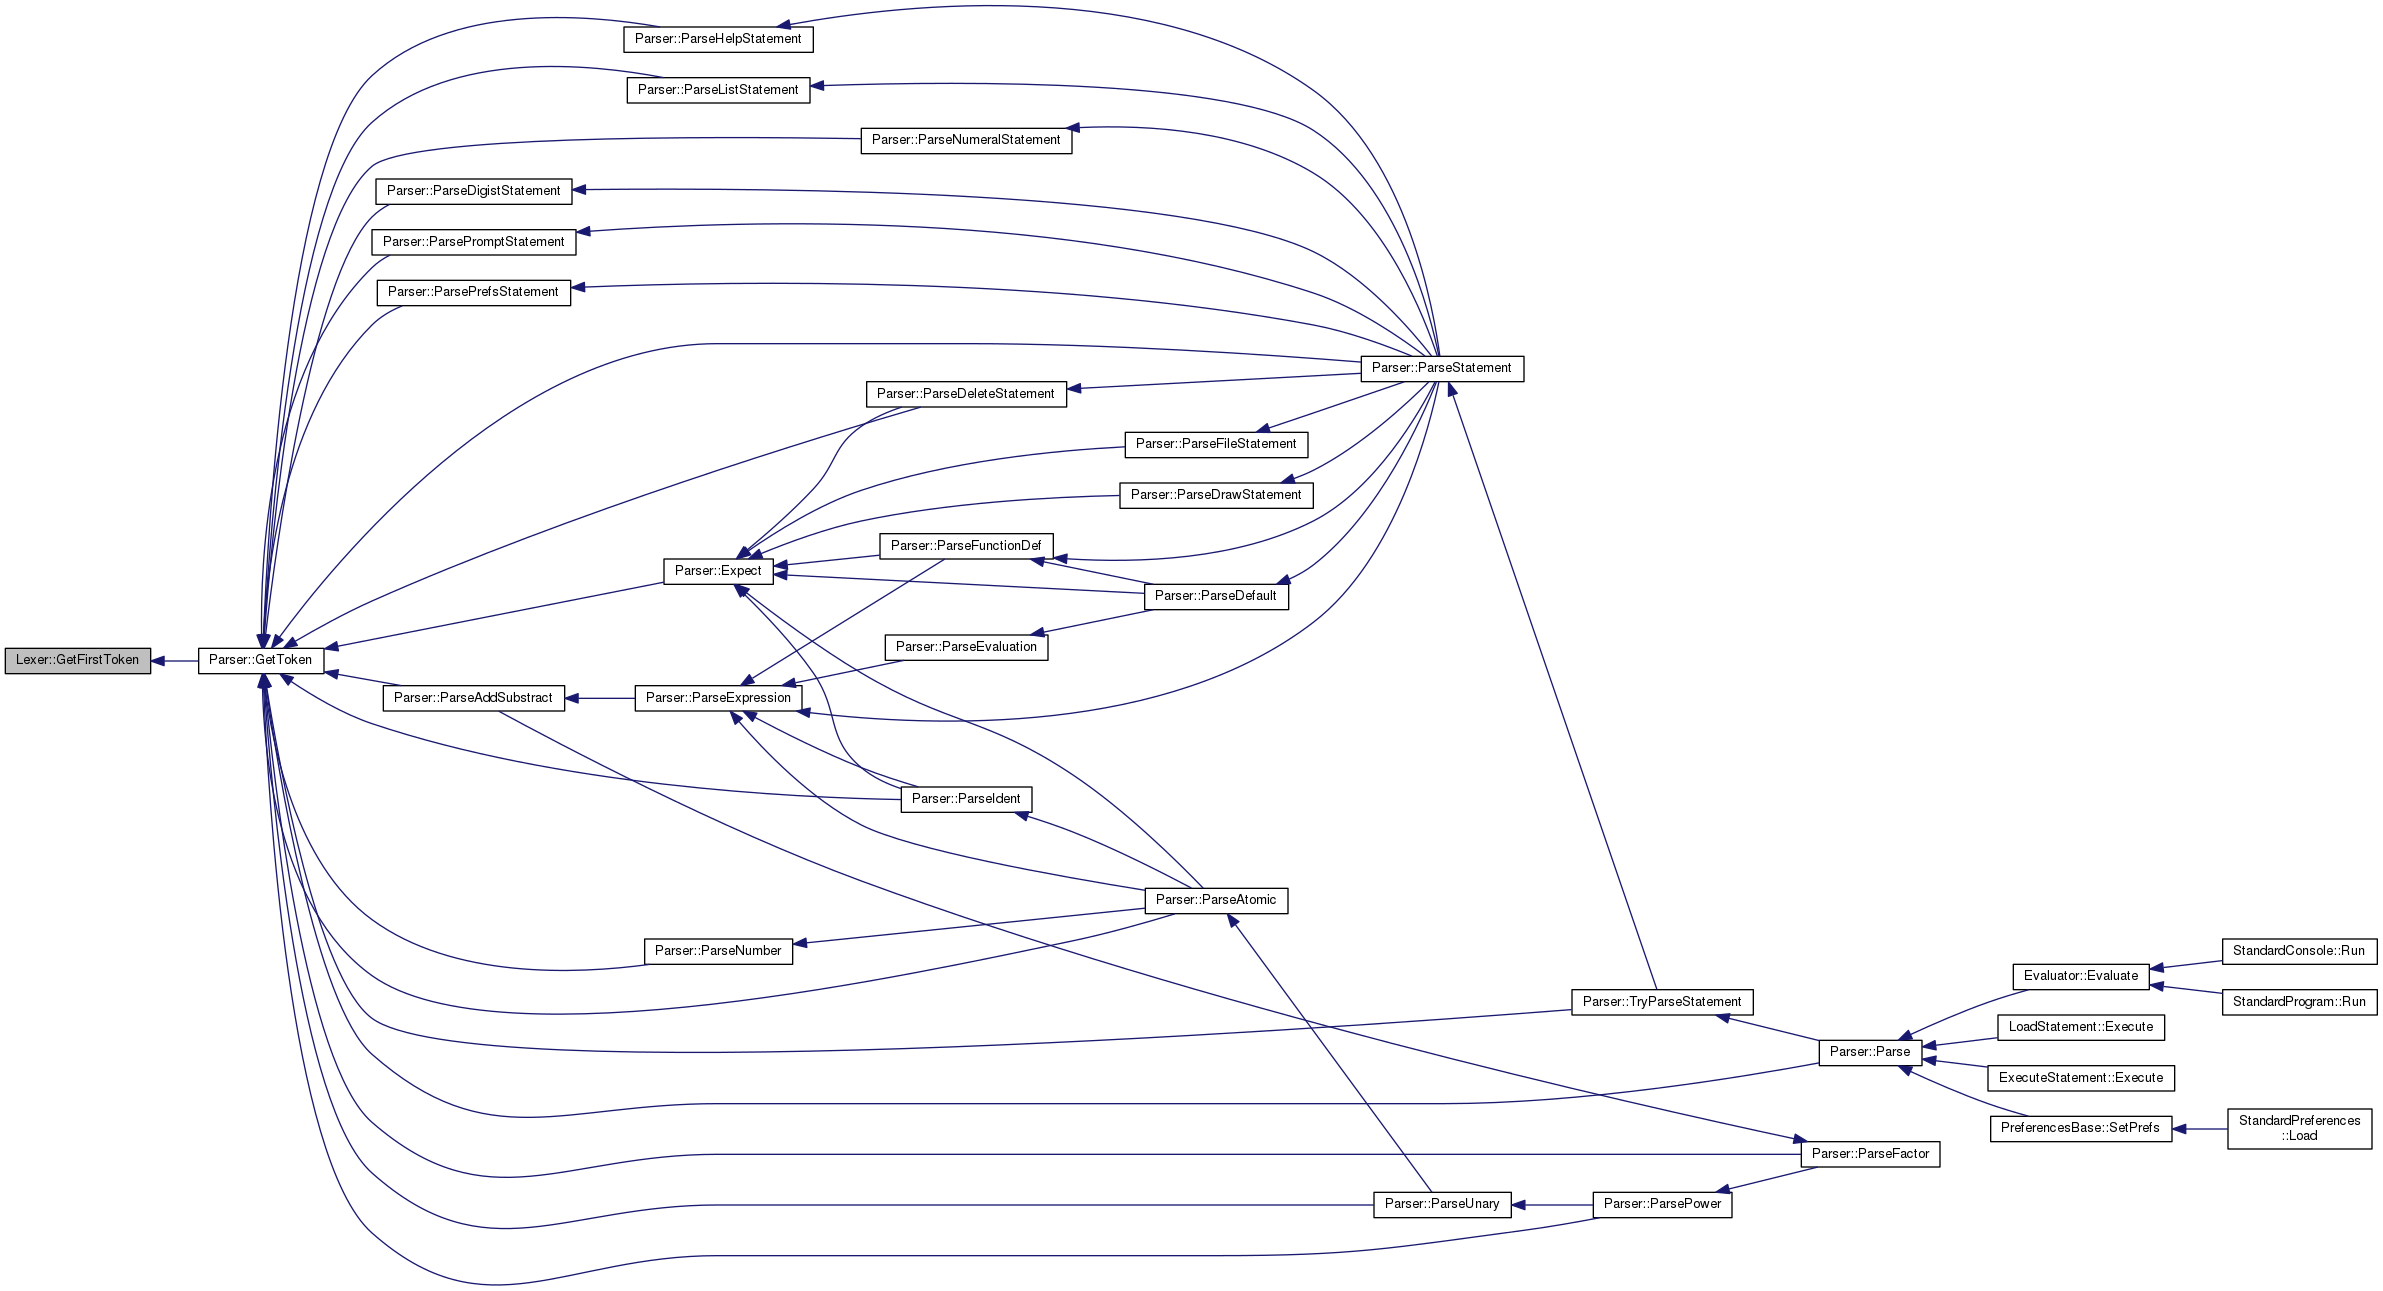 Parser::ParseHelpStatement
Parser::ParseListStatement
Parser::ParseNumeralStatement
Parser::ParseDigistStatement
Parser::ParsePromptStatement
Parser::ParsePrefsStatement
Parser::ParseStatement
Parser::ParseDeleteStatement
Parser::ParseFileStatement
Parser::ParseDrawStatement
Parser::ParseFunctionDef
Parser::Expect
Parser::ParseDefault
Parser::ParseEvaluation
Lexer::GetFirstToken
Parser::GetToken
Parser::ParseAddSubstract
Parser::ParseExpression
Parser::ParseIdent
Parser::ParseAtomic
Parser::ParseNumber
StandardConsole::Run
Evaluator::Evaluate
StandardProgram::Run
Parser::TryParseStatement
LoadStatement::Execute
Parser::Parse
ExecuteStatement::Execute
PreferencesBase::SetPrefs
StandardPreferences
::Load
Parser::ParseFactor
Parser::ParseUnary
Parser::ParsePower